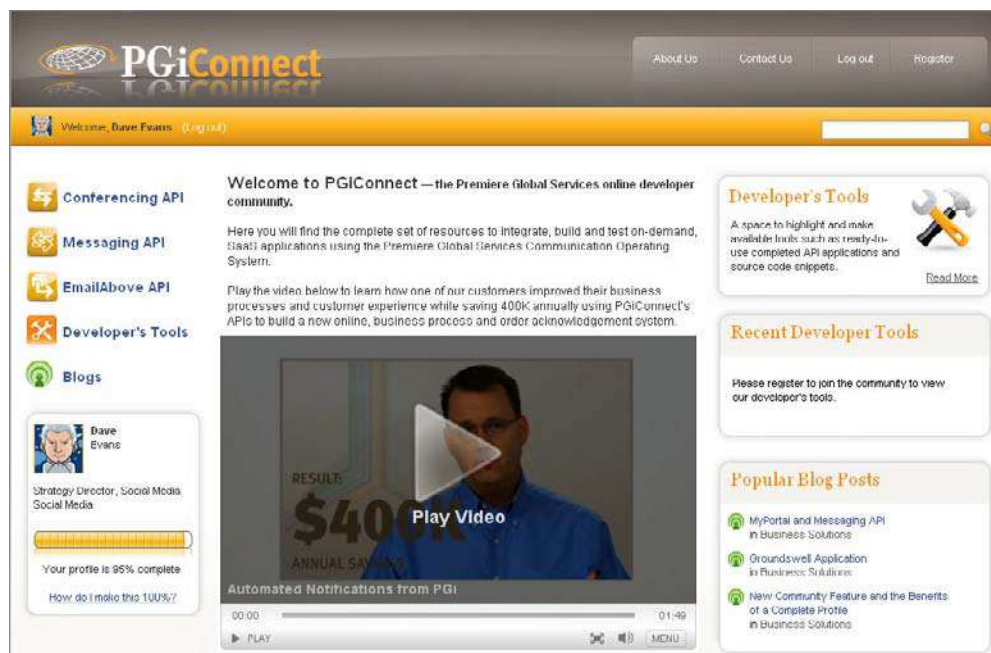 PGiConnect
About Us
Contact Us
Log out
Register
Welcome, Dave Evans (Log out)
Conferencing API
Messaging API
EmailAbove API
Developer's Tools
Blogs
Dave
Evans
Strategy Director, Social Media
Social Media
Your profile is 95% complete
How do I make this 100%?
Welcome to PGiConnect — the Premiere Global Services online developer
community.
Here you will find the complete set of resources to integrate, build and test on-demand,
SaaS applications using the Premiere Global Services Communication Operating
System.
Play the video below to learn how one of our customers improved their business
processes and customer experience while saving 400K annually using PGiConnect's
APIs to build a new online, business process and order acknowledgement system.
RESULT:
$400K
ANNUAL SA
Play Video
Automated Notifications from PGi
00:00
01:49
PLAY
MENU
Developer's Tools
A space to highlight and make
available tools such as ready-to-
use completed API applications and
source code snippets.
Read More
Recent Developer Tools
Please register to join the community to view
our developer's tools.
Popular Blog Posts
MyPortal and Messaging API
in Business Solutions
Groundswell Application
in Business Solutions
New Community Feature and the Benefits
of a Complete Profile
in Business Solutions